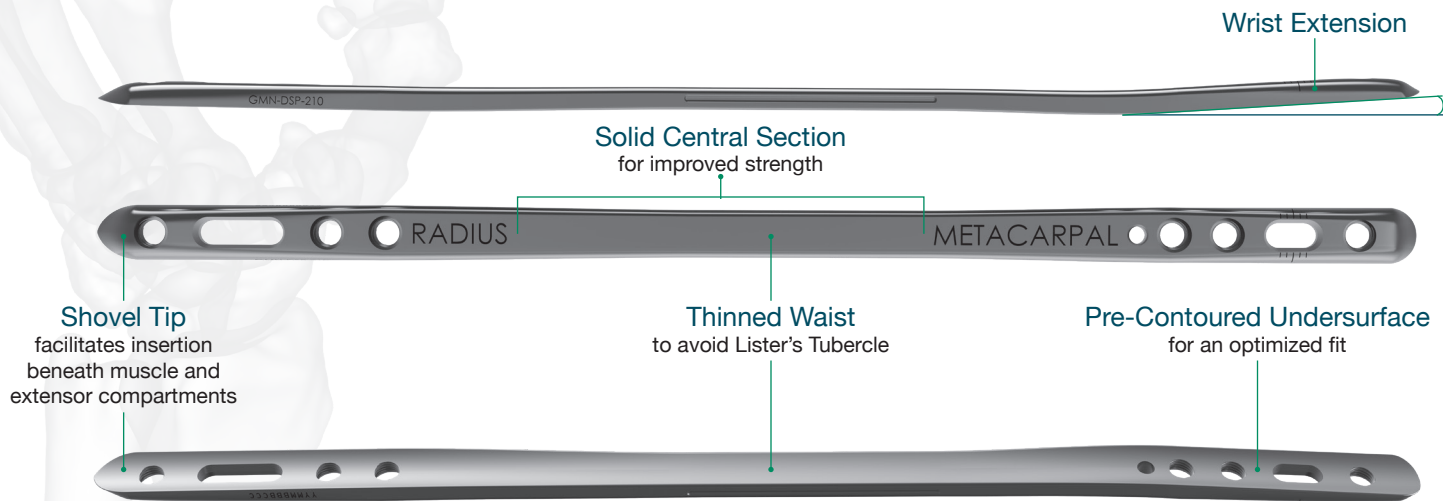 Wrist Extension
GMN-DSP-210
Solid Central Section
for improved strength
RADIUS
METACARPAL
Shovel Tip
facilitates insertion
beneath muscle and
extensor compartments
Thinned Waist
to avoid Lister's Tubercle
Pre-Contoured Undersurface
for an optimized fit